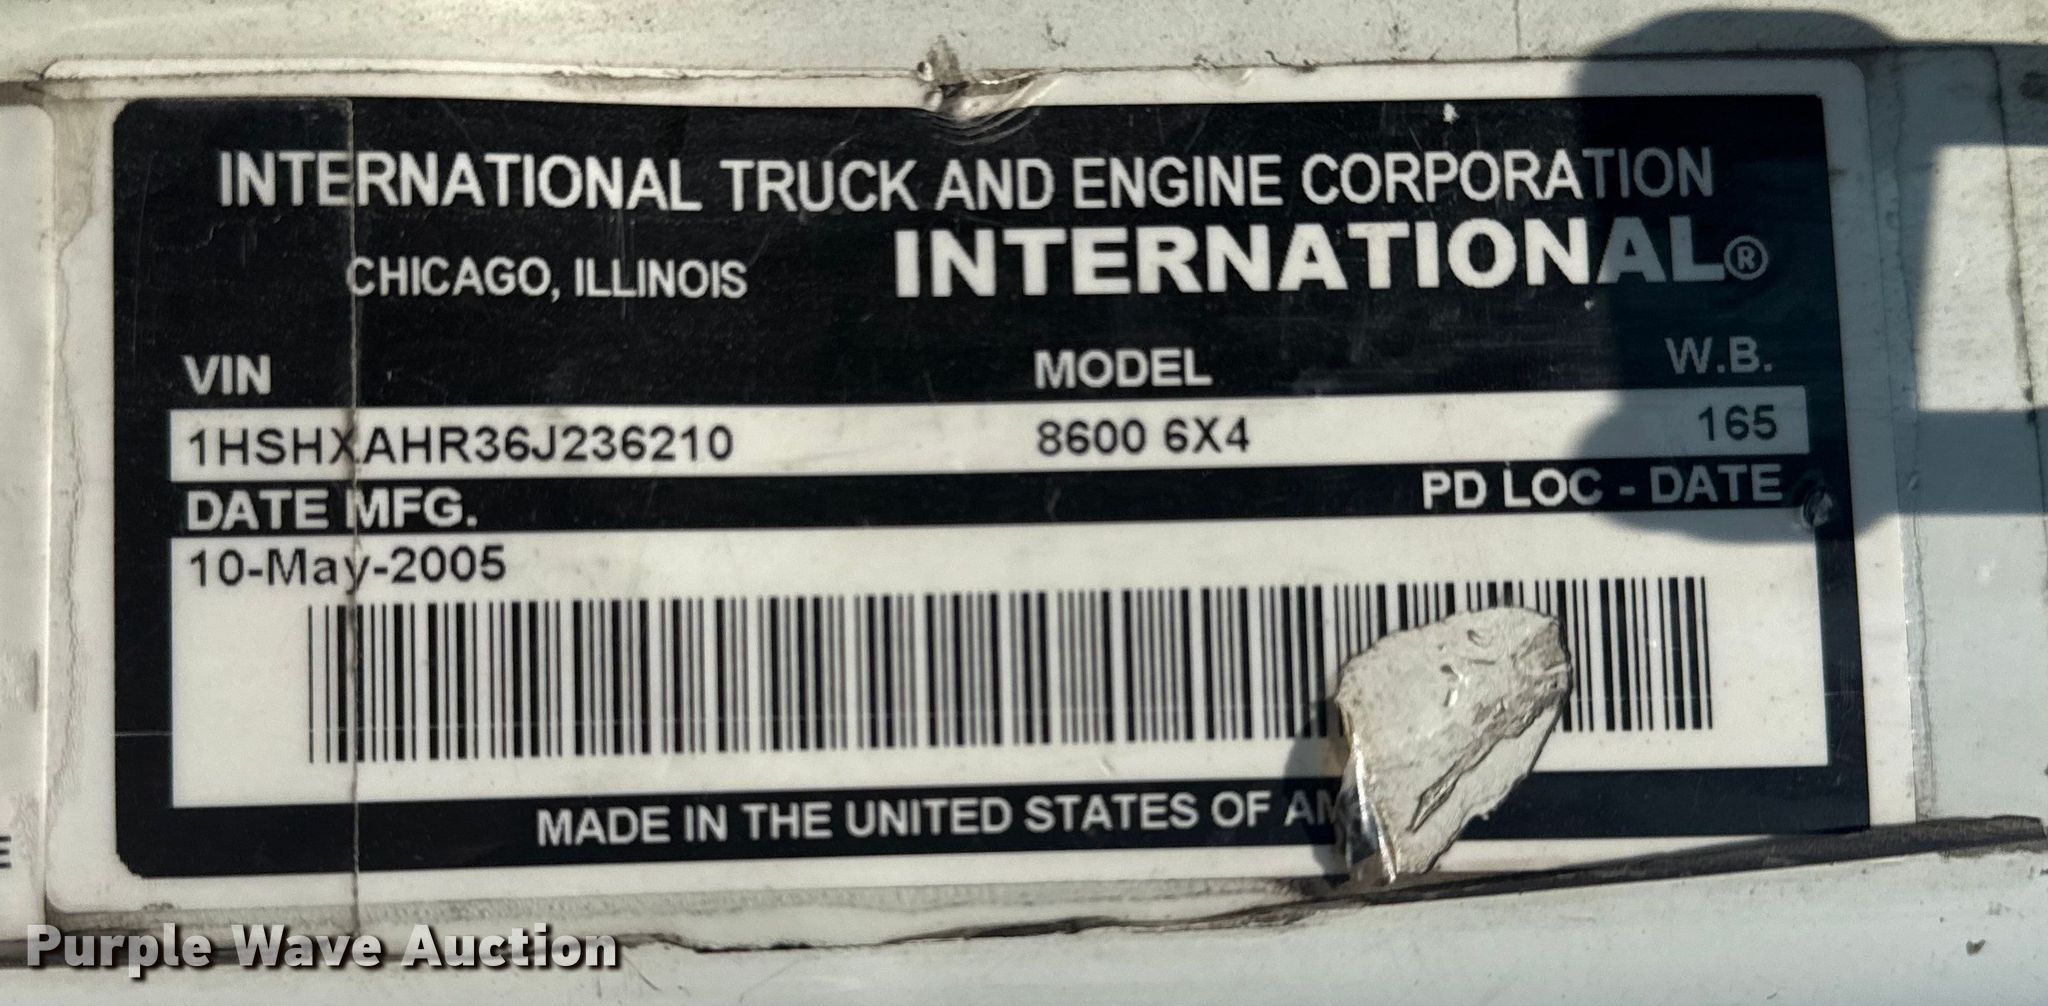 INTERNATIONAL TRUCK AND ENGINE CORPORATION
CHICAGO, ILLINOIS INTERNATIONAL®
VIN MODEL W.B.
1HSHXAHR36J236210 8600 6X4 165
DATE MFG. PD LOC - DATE
10-May-2005
MADE IN THE UNITED STATES OF
E
Purple Wave Auction